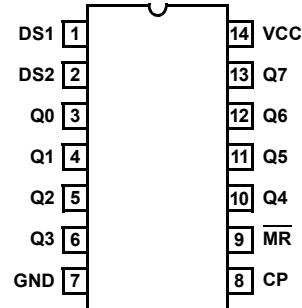 DS1 1 14 VCC
DS2 2 13 Q7
Q0 3 12 Q6
Q1 4 11 Q5
Q2 5 10 Q4
Q3 6 9 M̅R̅
GND 7 8 CP